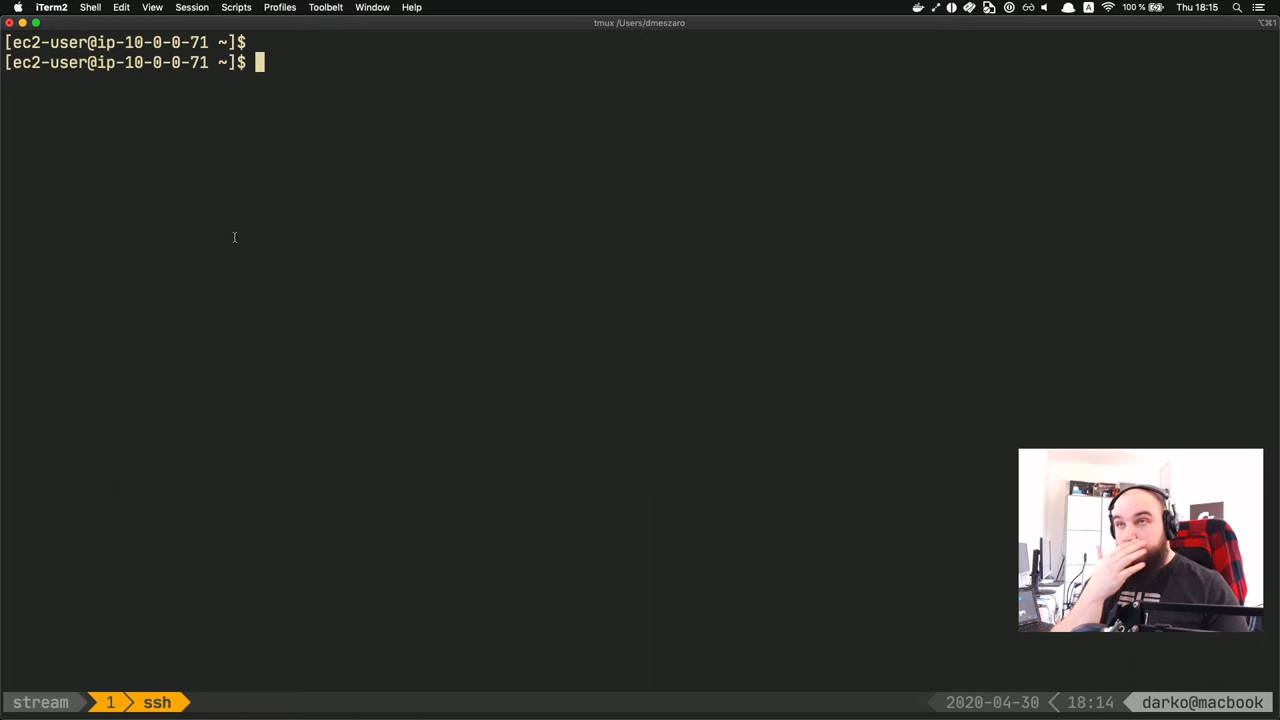 iTerm2 Shell Edit View Session Scripts Profiles Toolbelt Window Help 100 % Thu 18:15
tmux /Users/dmeszaro ⌥⌘1
[ec2-user@ip-10-0-0-71 ~]$
[ec2-user@ip-10-0-0-71 ~]$
stream 1 ssh 2020-04-30 18:14 darko@macbook